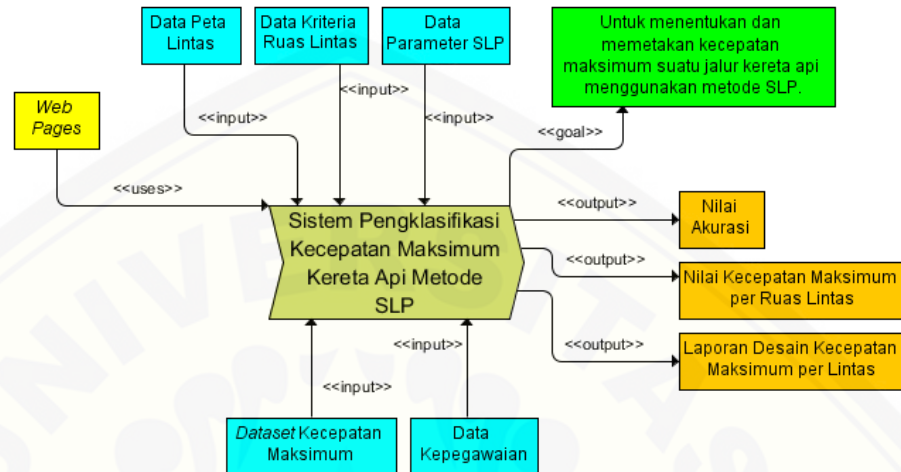 Data Peta
Lintas
Data Kriteria
Ruas Lintas
Data
Parameter SLP
Untuk menentukan dan
memetakan kecepatan
maksimum suatu jalur kereta api
menggunakan metode SLP.
Web
Pages
<<input>>
<<input>>
<<input>>
<<goal>>
<<uses>>
Sistem Pengklasifikasi
Kecepatan Maksimum
Kereta Api Metode
SLP
<<output>>
Nilai
Akurasi
<<output>>
Nilai Kecepatan Maksimum
per Ruas Lintas
<<output>>
Laporan Desain Kecepatan
Maksimum per Lintas
<<input>>
<<input>>
Dataset Kecepatan
Maksimum
Data
Kepegawaian
UNIVERSITAS